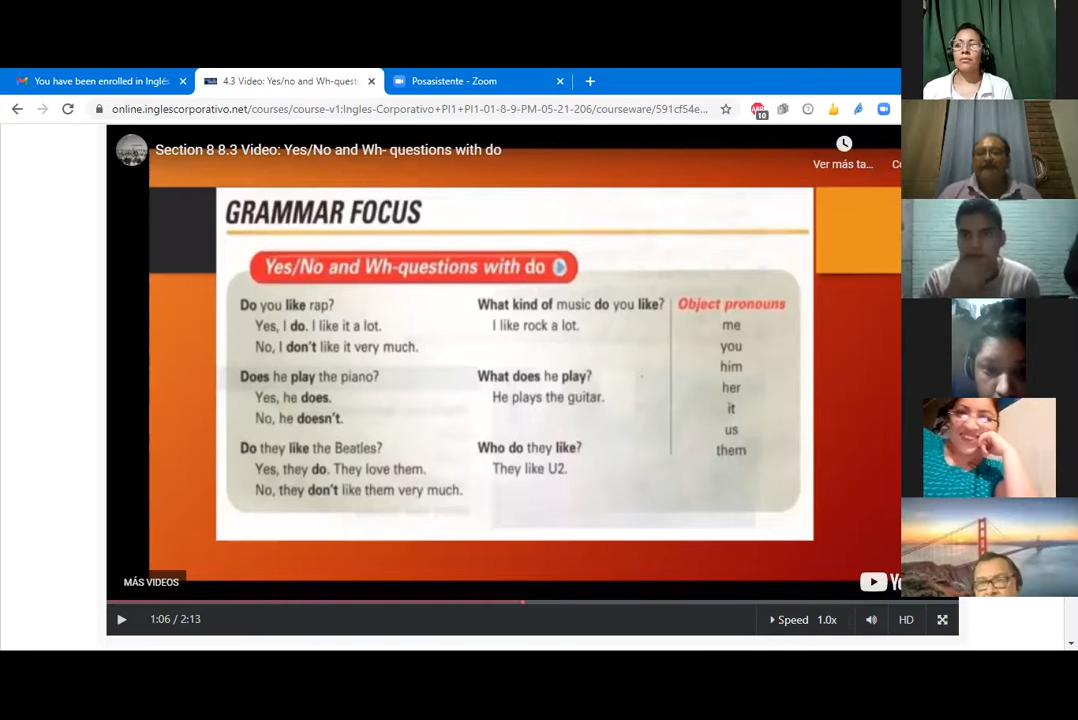 You have been enrolled in Inglés
4.3 Video: Yes/no and Wh-quest
Posasistente - Zoom
online.inglescorporativo.net/courses/course-v1:Ingles-Corporativo+PI1+PI1-01-8-9-PM-05-21-206/courseware/591cf54e...
10
Section 8 8.3 Video: Yes/No and Wh- questions with do
Ver más ta...
GRAMMAR FOCUS
Yes/No and Wh-questions with do
Do you like rap?
Yes, I do. I like it a lot.
No, I don't like it very much.
Does he play the piano?
Yes, he does.
No, he doesn't.
Do they like the Beatles?
Yes, they do. They love them.
No, they don't like them very much.
What kind of music do you like?
I like rock a lot.
What does he play?
He plays the guitar.
Who do they like?
They like U2.
Object pronouns
me
you
him
her
it
us
them
MÁS VIDEOS
1:06 / 2:13
Speed 1.0x
HD